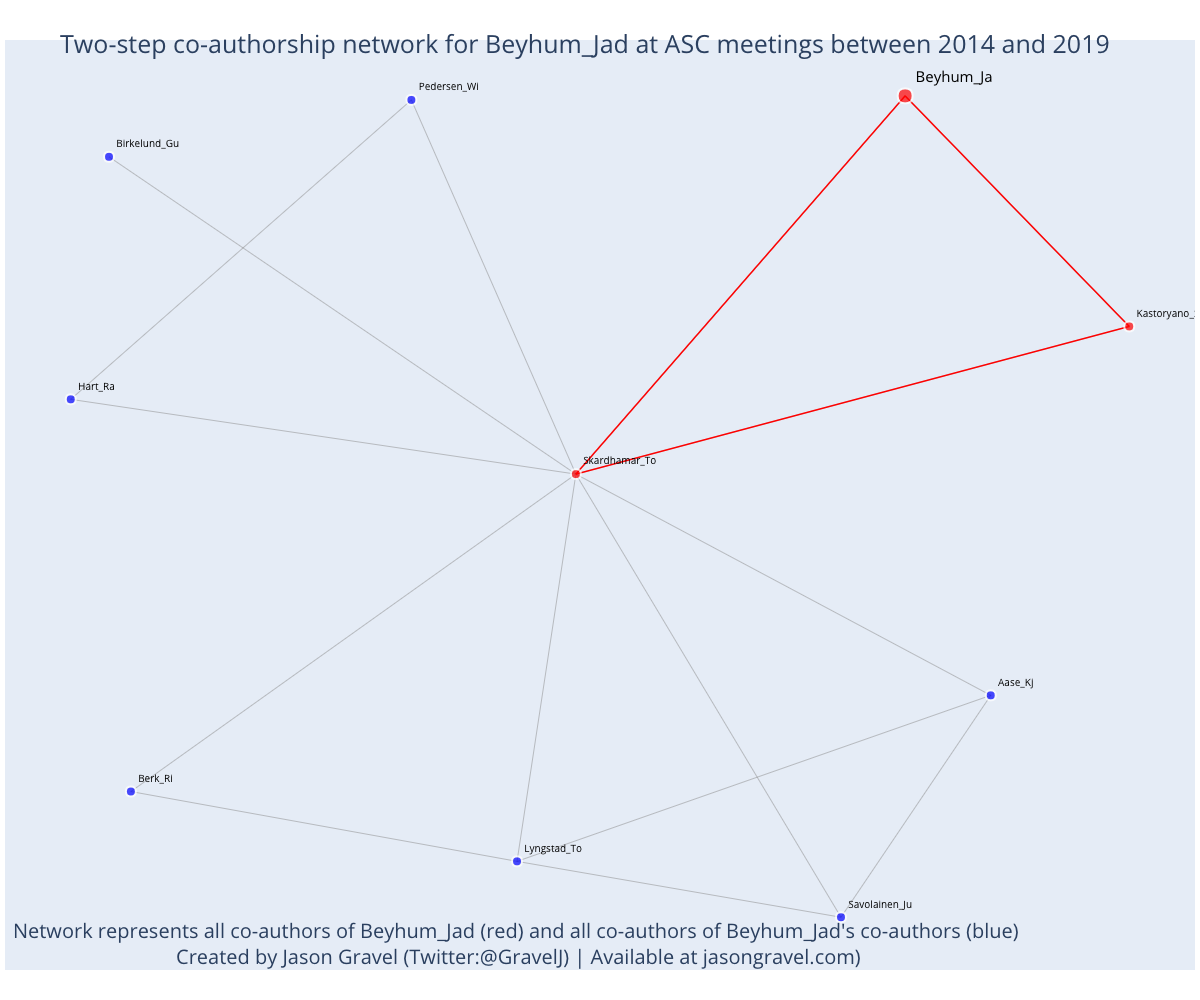 Two-step co-authorship network for Beyhum_Jad at ASC meetings between 2014 and 2019
Beyhum_Ja
Pedersen_Wi
Birkelund_Gu
Kastoryano_
Hart_Ra
Skardhamar_To
Aase_Kj
Berk_Ri
Lyngstad_To
Savolainen_Ju
Network represents all co-authors of Beyhum_Jad (red) and all co-authors of Beyhum_Jad's co-authors (blue)
Created by Jason Gravel (Twitter:@GravelJ) | Available at jasongravel.com)